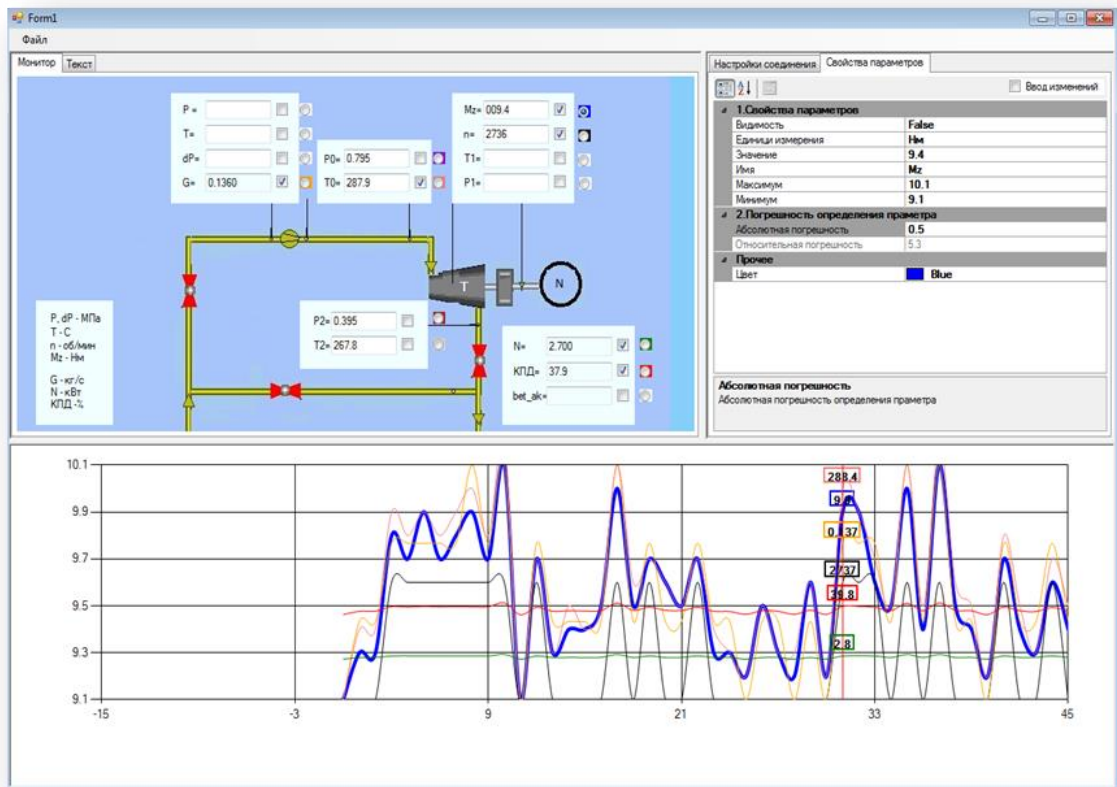 Form1
Файл
Монитор Текст
P =
T=
dP=
G= 0.1360
P0= 0.795
T0= 287.9
Mz= 009.4
n= 2736
T1=
P1=
T
N
P2= 0.395
T2= 267.8
N= 2.700
КПД= 37.9
bet_ak=
P, dP - МПа
T - C
n - об/мин
Mz - Нм
G - кг/с
N - кВт
КПД -%
Настройки соединения Свойства параметров
Ввод изменений
1.Свойства параметров
Видимость False
Единици измерения Нм
Значение 9.4
Имя Mz
Максимум 10.1
Минимум 9.1
2.Погрешность определения праметра
Абсолютная погрешность 0.5
Относительная погрешность 5.3
Прочее
Цвет Blue
Абсолютная погрешность
Абсолютная погрешность определения праметра
10.1
9.9
9.7
9.5
9.3
9.1
-15 -3 9 21 33 45
288.4
0.137
2737
39.8
2.8